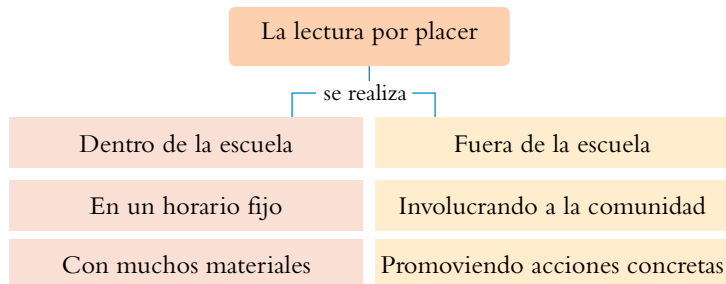 La lectura por placer
se realiza
Dentro de la escuela
Fuera de la escuela
En un horario fijo
Involucrando a la comunidad
Con muchos materiales
Promoviendo acciones concretas